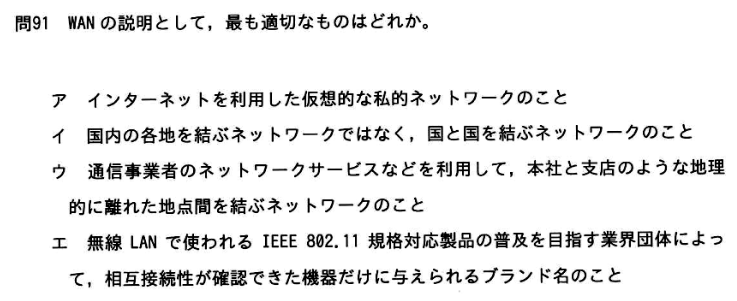 問91 WAN の説明として，最も適切なものはどれか。
ア インターネットを利用した仮想的な私的ネットワークのこと
イ 国内の各地を結ぶネットワークではなく，国と国を結ぶネットワークのこと
ウ 通信事業者のネットワークサービスなどを利用して，本社と支店のような地理
的に離れた地点間を結ぶネットワークのこと
エ 無線 LAN で使われる IEEE 802.11 規格対応製品の普及を目指す業界団体によっ
て，相互接続性が確認できた機器だけに与えられるブランド名のこと